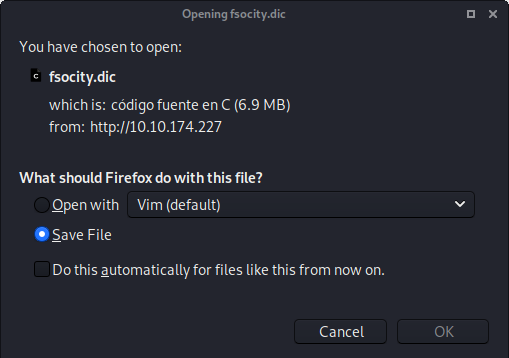 Opening fsocity.dic
You have chosen to open:
fsocity.dic
which is: código fuente en C (6.9 MB)
from: http://10.10.174.227
What should Firefox do with this file?
Open with Vim (default)
Save File
Do this automatically for files like this from now on.
Cancel OK